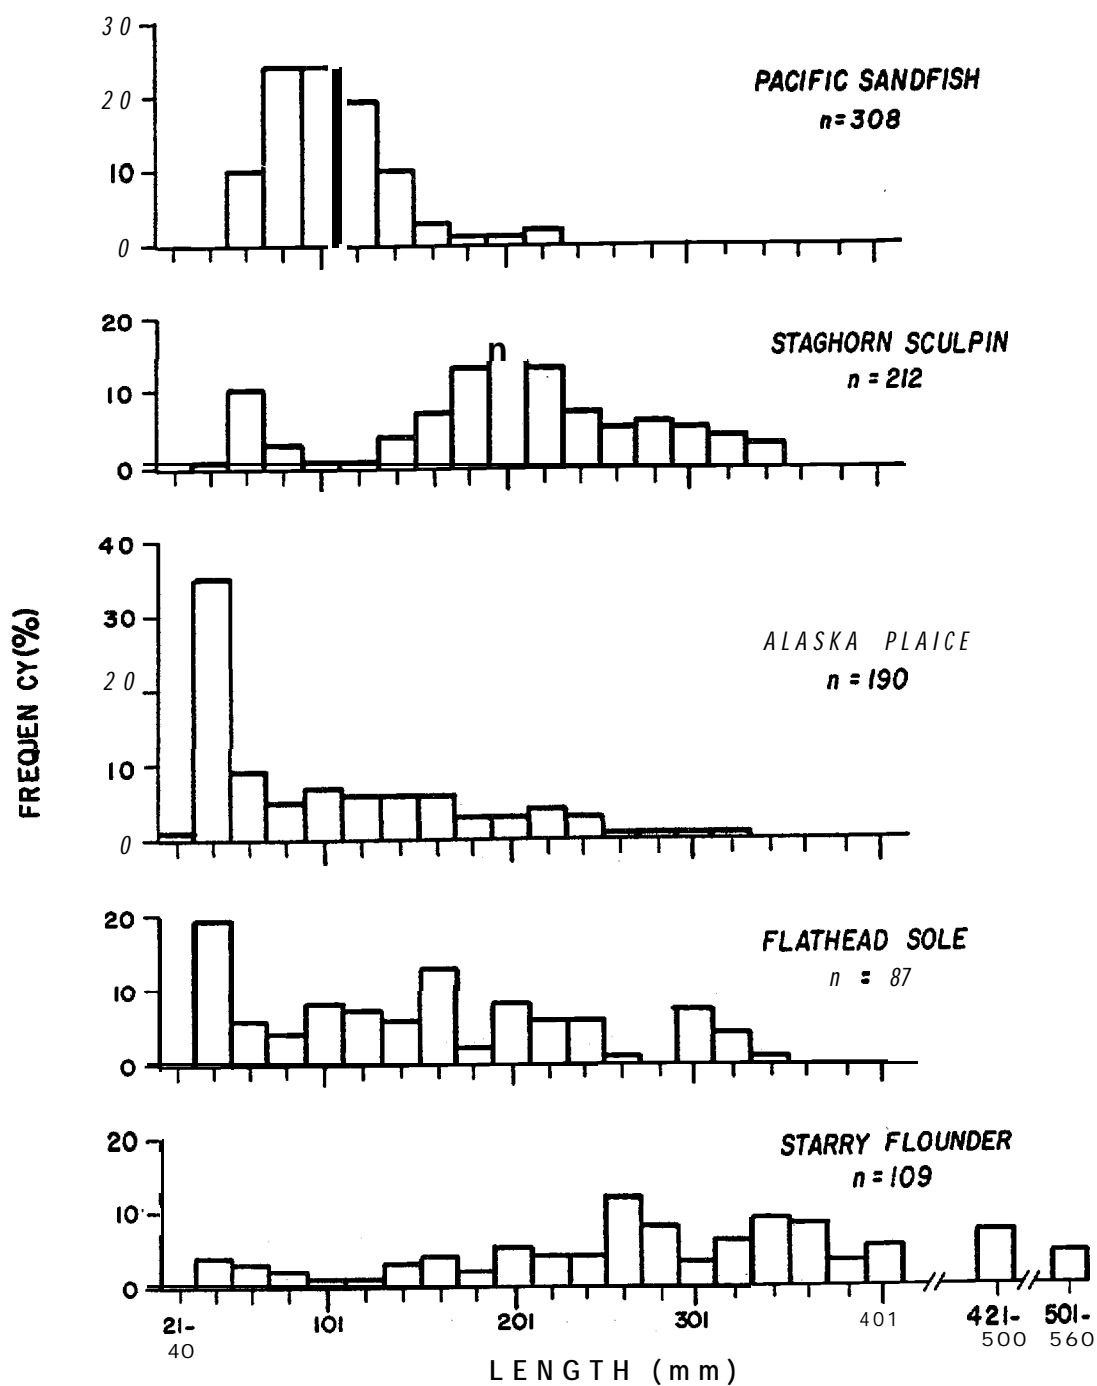 30
PACIFIC SANDFISH
20
n=308
10
0
20
STAGHORN SCULPIN
n
n=212
10
0
40
30
ALASKA PLAICE
20
n=190
10
0
FREQUEN CY(%)
20
FLATHEAD SOLE
n = 87
10
0
20
STARRY FLOUNDER
n=109
10
0
21-
40
101
201
301
401
421-
500
501-
560
LENGTH (mm)